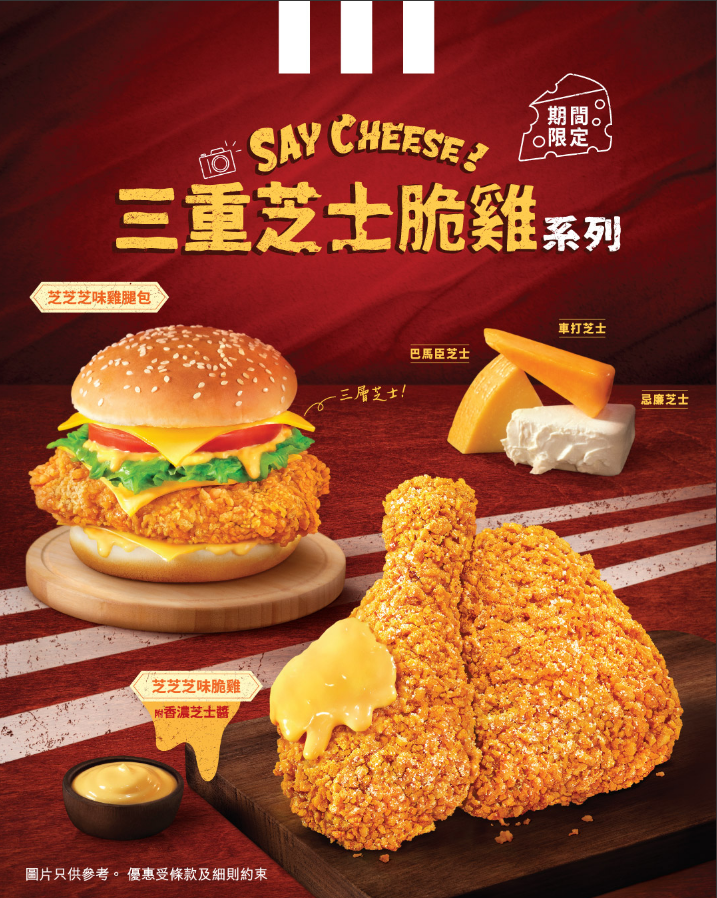 期間
限定
SAY CHEESE!
三重芝士脆雞系列
芝芝芝味雞腿包
車打芝士
巴馬臣芝士
三層芝士!
忌廉芝士
芝芝芝味脆雞
附香濃芝士醬
圖片只供參考。優惠受條款及細則約束